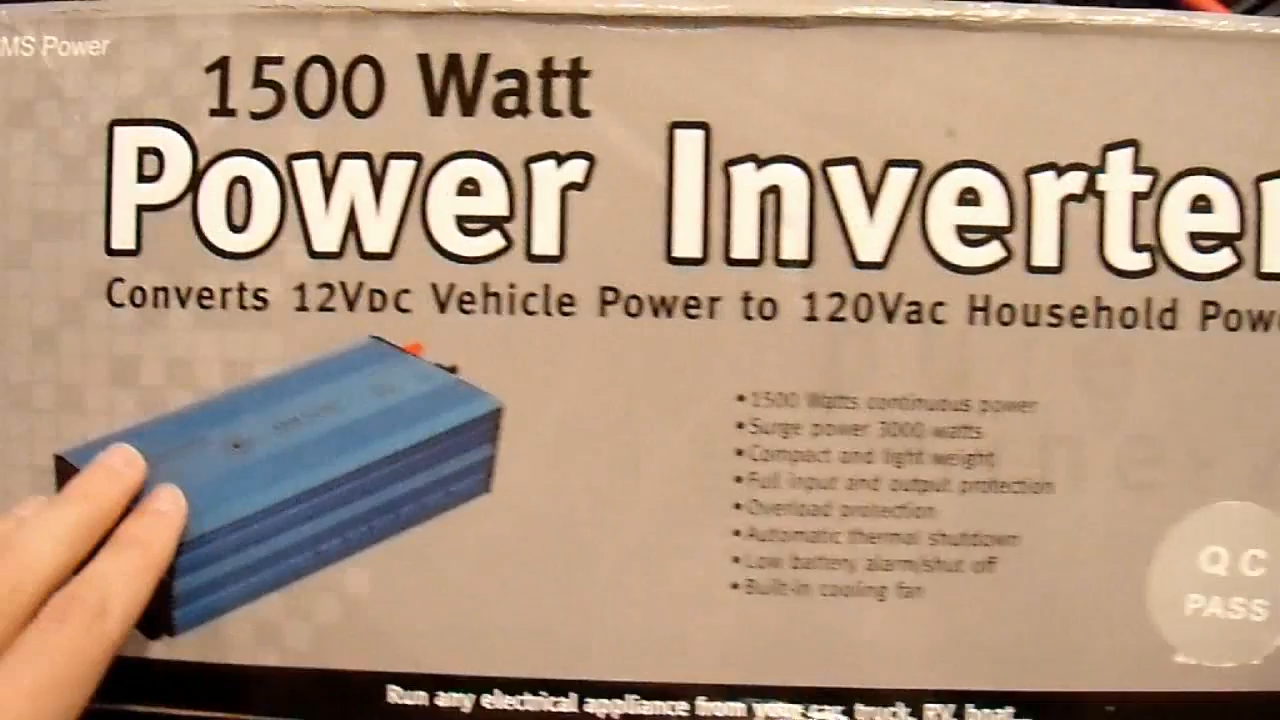 MS Power
1500 Watt
Power Inverter
Converts 12VDC Vehicle Power to 120Vac Household Pow
•1500 Watts continuous power
•Surge power 3000 watts
•Compact and light weight
•Full input and output protection
•Overload protection
•Automatic thermal shutdown
•Low battery alarm/shut off
•Built-in cooling fan
QC
PASS
Run any electrical appliance from your car, truck, RV, boat...